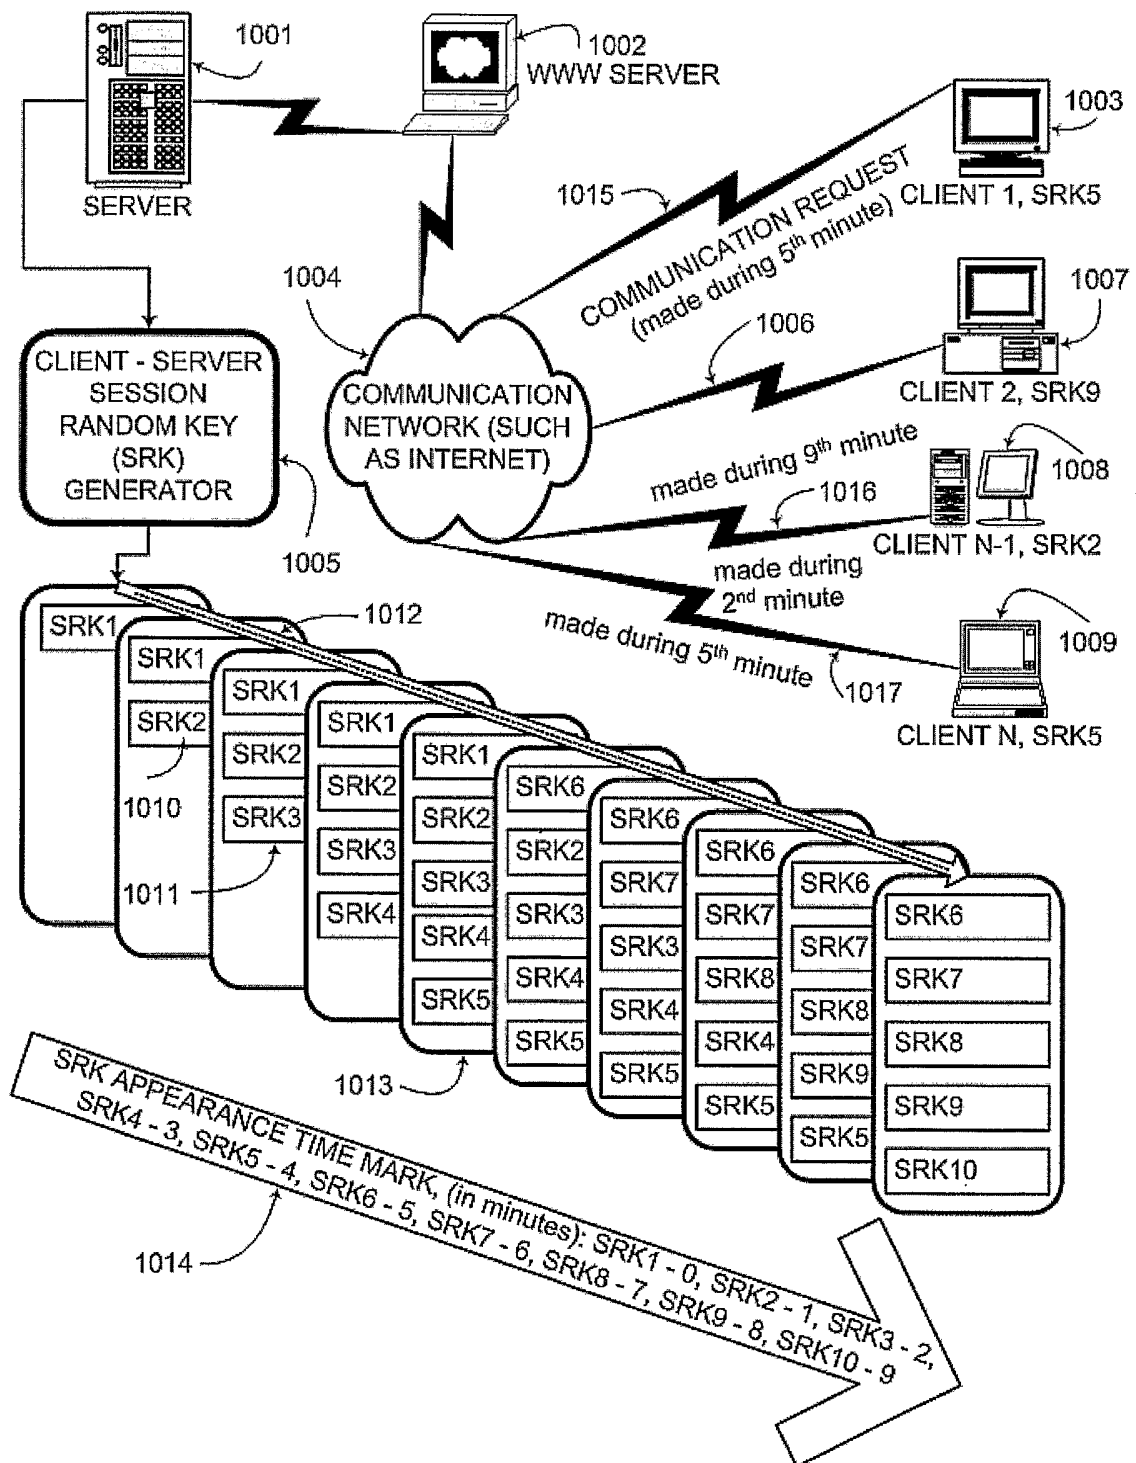 1001
SERVER
1002
WWW SERVER
1003
CLIENT 1, SRK5
1015
COMMUNICATION REQUEST
(made during 5th minute)
1004
COMMUNICATION
NETWORK (SUCH
AS INTERNET)
1006
1007
CLIENT 2, SRK9
made during 9th minute
1008
CLIENT N-1, SRK2
1016
made during
2nd minute
1009
CLIENT N, SRK5
made during 5th minute
1017
CLIENT - SERVER
SESSION
RANDOM KEY
(SRK)
GENERATOR
1005
1012
SRK1
SRK1
SRK2
1010
SRK1
SRK2
SRK3
1011
SRK1
SRK2
SRK3
SRK4
SRK1
SRK2
SRK3
SRK4
SRK5
1013
SRK6
SRK2
SRK3
SRK4
SRK5
SRK6
SRK7
SRK3
SRK4
SRK5
SRK6
SRK7
SRK8
SRK4
SRK5
SRK6
SRK7
SRK8
SRK9
SRK5
SRK6
SRK7
SRK8
SRK9
SRK10
SRK APPEARANCE TIME MARK, (in minutes): SRK1 - 0, SRK2 - 1, SRK3 - 2,
SRK4 - 3, SRK5 - 4, SRK6 - 5, SRK7 - 6, SRK8 - 7, SRK9 - 8, SRK10 - 9
1014